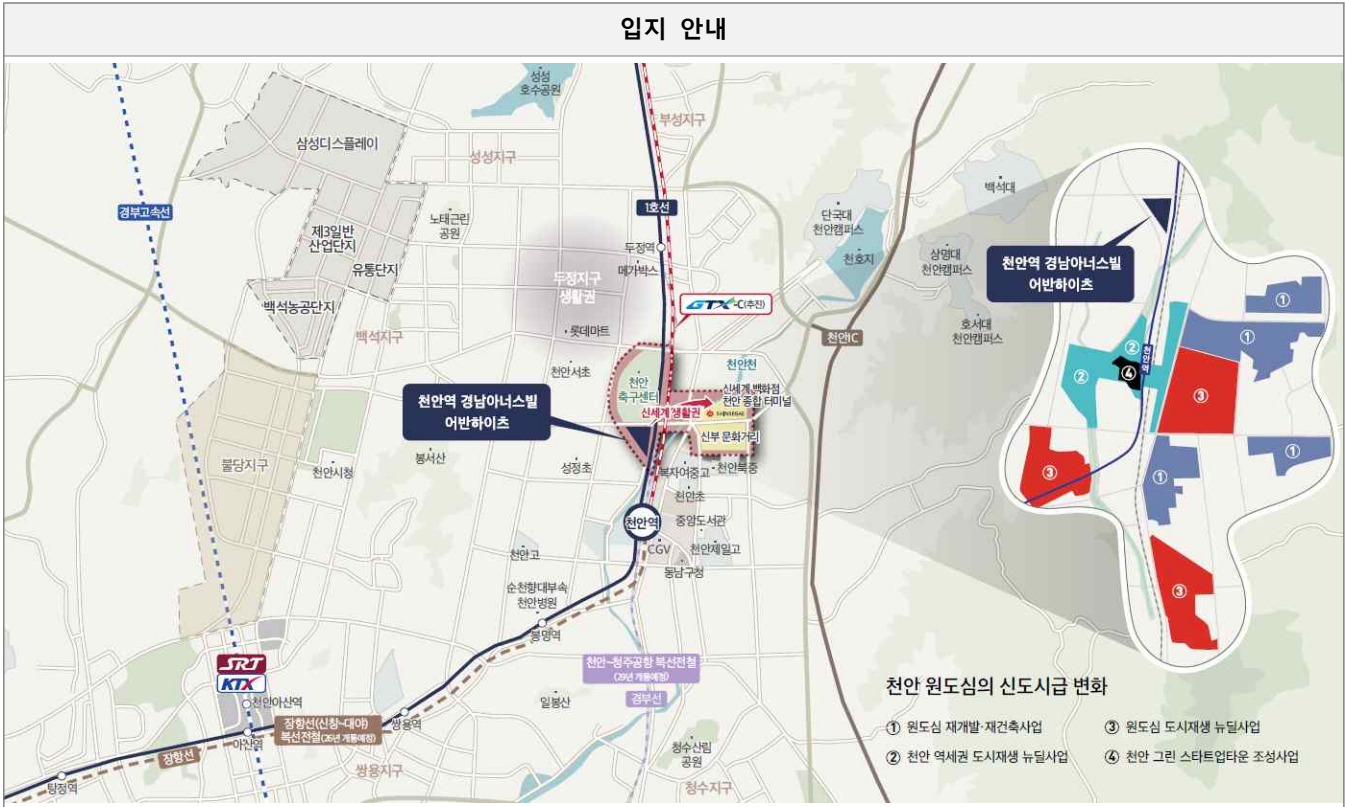 입지 안내
성성
호수공원
부성지구
삼성디스플레이
성성지구
백석대
경부고속선
노태근린
공원
1호선
단국대
천안캠퍼스
제3일반
산업단지
두정역
상명대
천안캠퍼스
천안역 경남아너스빌
어반하이츠
메가박스
천호지
유통단지
두정지구
생활권
①
백석농공단지
GTX-C(추진)
호서대
천안캠퍼스
백석지구
롯데마트
천안IC
①
②
천안역
천안서초
천안천
④
②
천안
축구센터
신세계 백화점
천안 종합 터미널
③
천안역 경남아너스빌
어반하이츠
신세계 생활권
SHINSEGAE
신부 문화거리
불당지구
천안시청
봉서산
성정초
복자여중고
천안북중
①
③
①
천안초
천안역
중앙도서관
천안고
CGV
천안제일고
동남구청
순천향대부속
천안병원
③
봉명역
천안~청주공항 복선전철
(29년 개통예정)
SRT
KTX
일봉산
경부선
천안아산역
쌍용역
장항선(신창~대야)
복선전철(26년 개통예정)
아산역
장항선
청수산림
공원
탕정역
쌍용지구
청수지구
천안 원도심의 신도시급 변화
① 원도심 재개발·재건축사업
③ 원도심 도시재생 뉴딜사업
② 천안 역세권 도시재생 뉴딜사업
④ 천안 그린 스타트업타운 조성사업